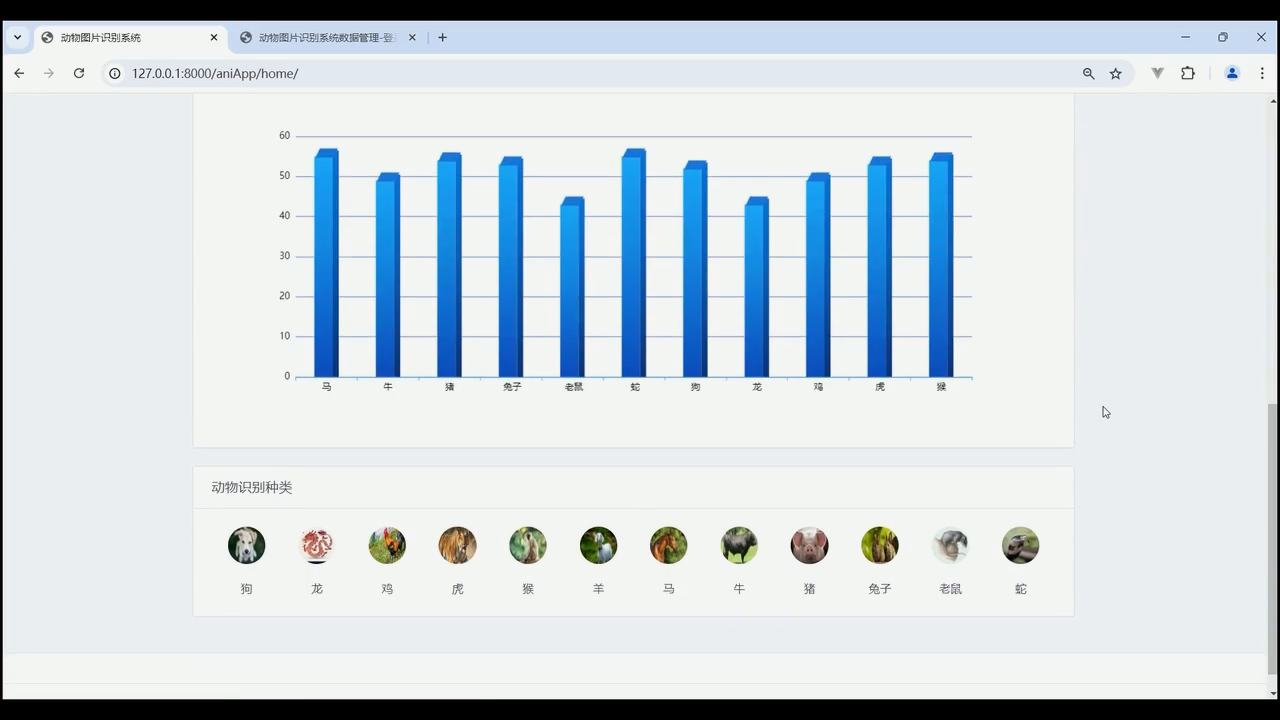 动物图片识别系统
动物图片识别系统数据管理-登
127.0.0.1:8000/aniApp/home/
60
50
40
30
20
10
0
马 牛 猪 兔子 老鼠 蛇 狗 龙 鸡 虎 猴
动物识别种类
狗 龙 鸡 虎 猴 羊 马 牛 猪 兔子 老鼠 蛇